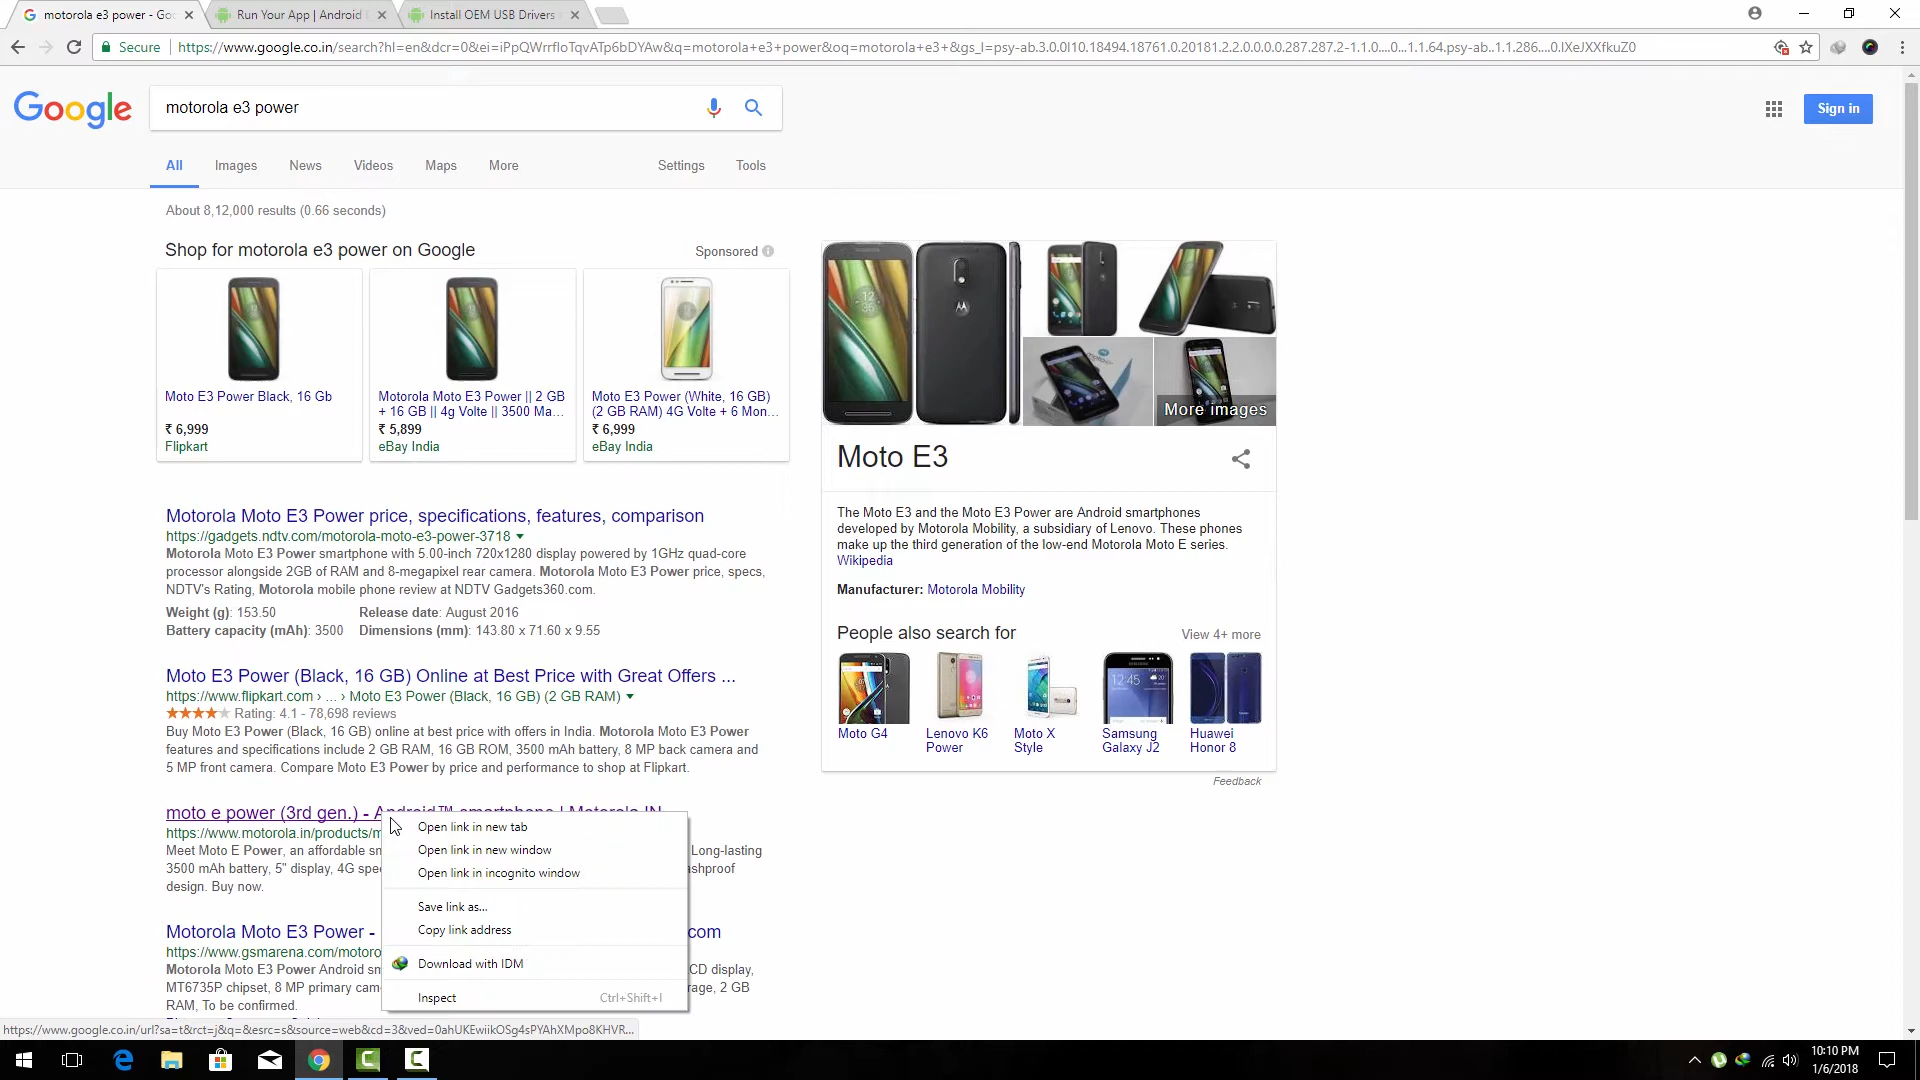 motorola e3 power - Goo
Run Your App | Android
Install OEM USB Drivers
Secure
https://www.google.co.in/search?hl=en&dcr=0&ei=iPpQWrrfIoTqvATp6bDYAw&q=motorola+e3+power&oq=motorola+e3+&gs_l=psy-ab.3.0.0l10.18494.18761.0.20181.2.2.0.0.0.0.287.287.2-1.1.0....0...1.1.64.psy-ab..1.1.286....0.lXeJXXfkuZ0
Google
motorola e3 power
Sign in
All
Images
News
Videos
Maps
More
Settings
Tools
About 8,12,000 results (0.66 seconds)
Shop for motorola e3 power on Google
Sponsored
Moto E3 Power Black, 16 Gb
₹ 6,999
Flipkart
Motorola Moto E3 Power || 2 GB
+ 16 GB || 4g Volte || 3500 Ma...
₹ 5,899
eBay India
Moto E3 Power (White, 16 GB)
(2 GB RAM) 4G Volte + 6 Mon...
₹ 6,999
eBay India
Motorola Moto E3 Power price, specifications, features, comparison
https://gadgets.ndtv.com/motorola-moto-e3-power-3718
Motorola Moto E3 Power smartphone with 5.00-inch 720x1280 display powered by 1GHz quad-core
processor alongside 2GB of RAM and 8-megapixel rear camera. Motorola Moto E3 Power price, specs,
NDTV's Rating, Motorola mobile phone review at NDTV Gadgets360.com.
Weight (g): 153.50
Release date: August 2016
Battery capacity (mAh): 3500
Dimensions (mm): 143.80 x 71.60 x 9.55
Moto E3 Power (Black, 16 GB) Online at Best Price with Great Offers ...
https://www.flipkart.com › ... › Moto E3 Power (Black, 16 GB) (2 GB RAM)
Rating: 4.1 - 78,698 reviews
Buy Moto E3 Power (Black, 16 GB) online at best price with offers in India. Motorola Moto E3 Power
features and specifications include 2 GB RAM, 16 GB ROM, 3500 mAh battery, 8 MP back camera and
5 MP front camera. Compare Moto E3 Power by price and performance to shop at Flipkart.
moto e power (3rd gen.) - Android™ smartphone | Motorola IN
https://www.motorola.in/products/m
Meet Moto E Power, an affordable sm
Long-lasting
3500 mAh battery, 5" display, 4G spee
ashproof
design. Buy now.
Motorola Moto E3 Power -
com
https://www.gsmarena.com/motoro
Motorola Moto E3 Power Android sm
CD display,
MT6735P chipset, 8 MP primary came
rage, 2 GB
RAM, To be confirmed.
Open link in new tab
Open link in new window
Open link in incognito window
Save link as...
Copy link address
Download with IDM
Inspect
Ctrl+Shift+I
More images
Moto E3
The Moto E3 and the Moto E3 Power are Android smartphones
developed by Motorola Mobility, a subsidiary of Lenovo. These phones
make up the third generation of the low-end Motorola Moto E series.
Wikipedia
Manufacturer: Motorola Mobility
People also search for
View 4+ more
Moto G4
Lenovo K6
Power
Moto X
Style
Samsung
Galaxy J2
Huawei
Honor 8
Feedback
https://www.google.co.in/url?sa=t&rct=j&q=&esrc=s&source=web&cd=3&ved=0ahUKEwiikOSg4sPYAhXMpo8KHVR...
10:10 PM
1/6/2018